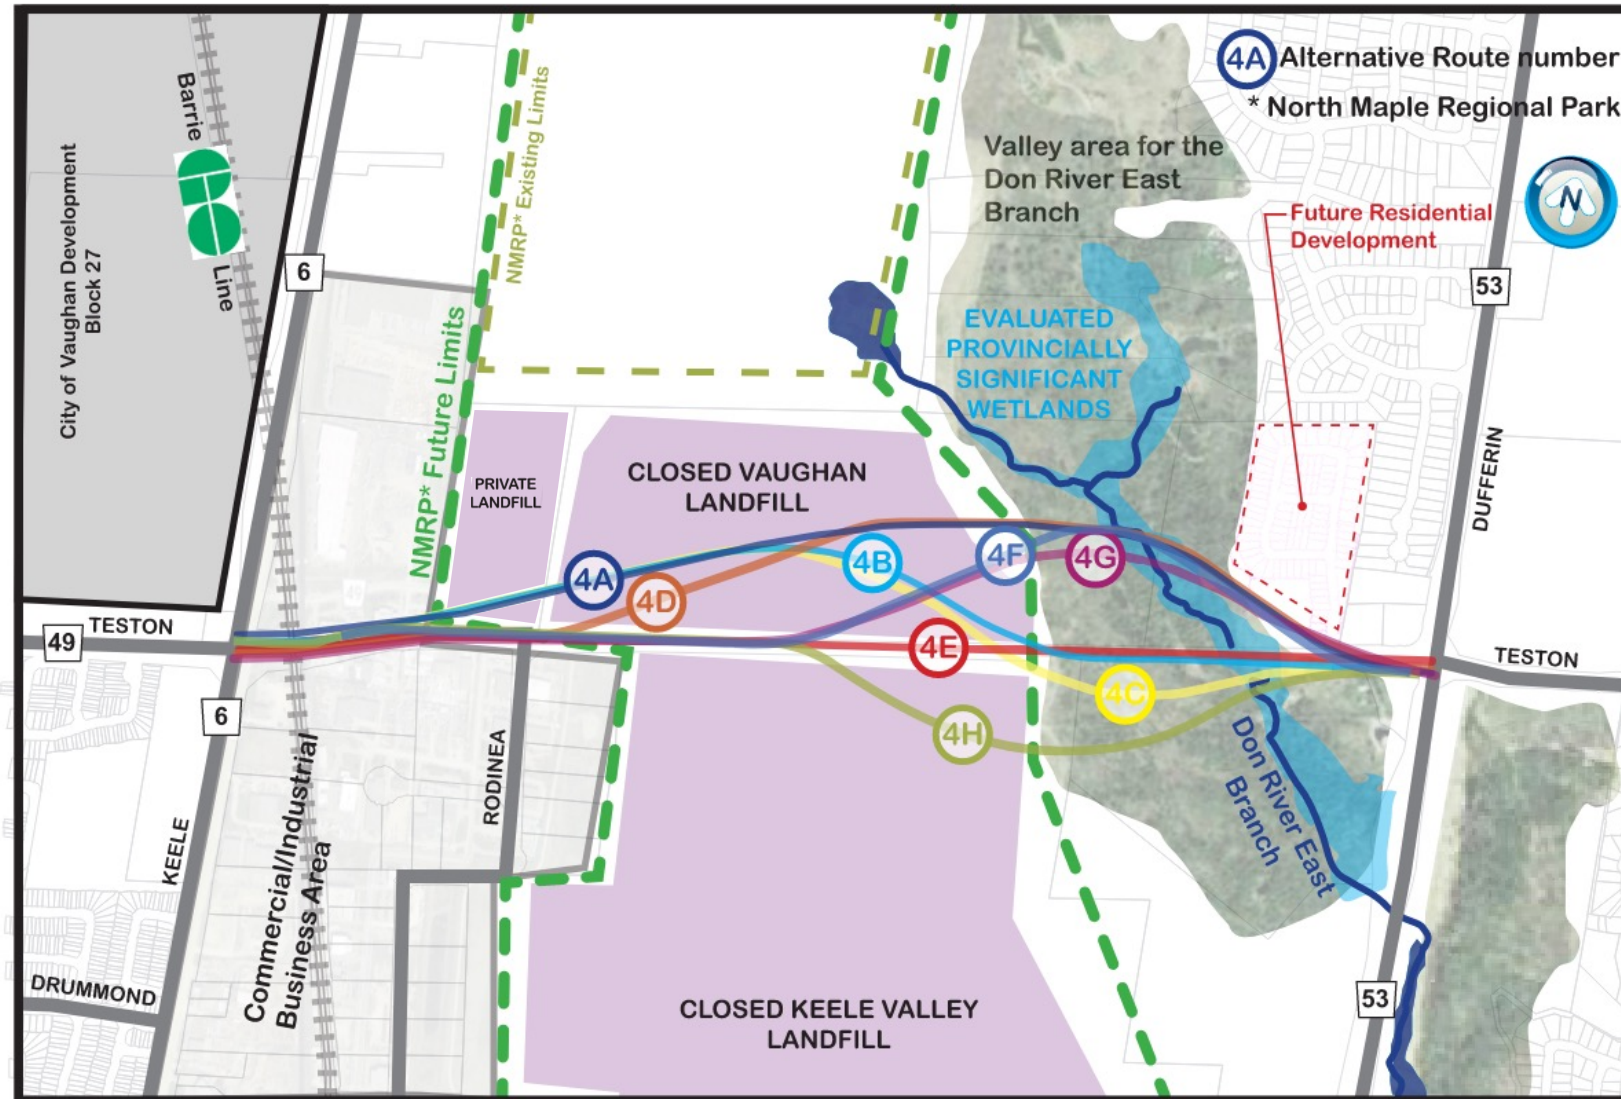 4A Alternative Route number
* North Maple Regional Park
N
Barrie
Line
City of Vaughan Development
Block 27
6
NMRP* Existing Limits
NMRP* Future Limits
Valley area for the
Don River East
Branch
Future Residential
Development
53
EVALUATED
PROVINCIALLY
SIGNIFICANT
WETLANDS
DUFFERIN
PRIVATE
LANDFILL
CLOSED VAUGHAN
LANDFILL
49
4A
4D
4B
4F
4G
4E
4C
4H
49
TESTON
TESTON
6
KEELE
RODINEA
Commercial/Industrial
Business Area
Don River East
Branch
DRUMMOND
CLOSED KEELE VALLEY
LANDFILL
53